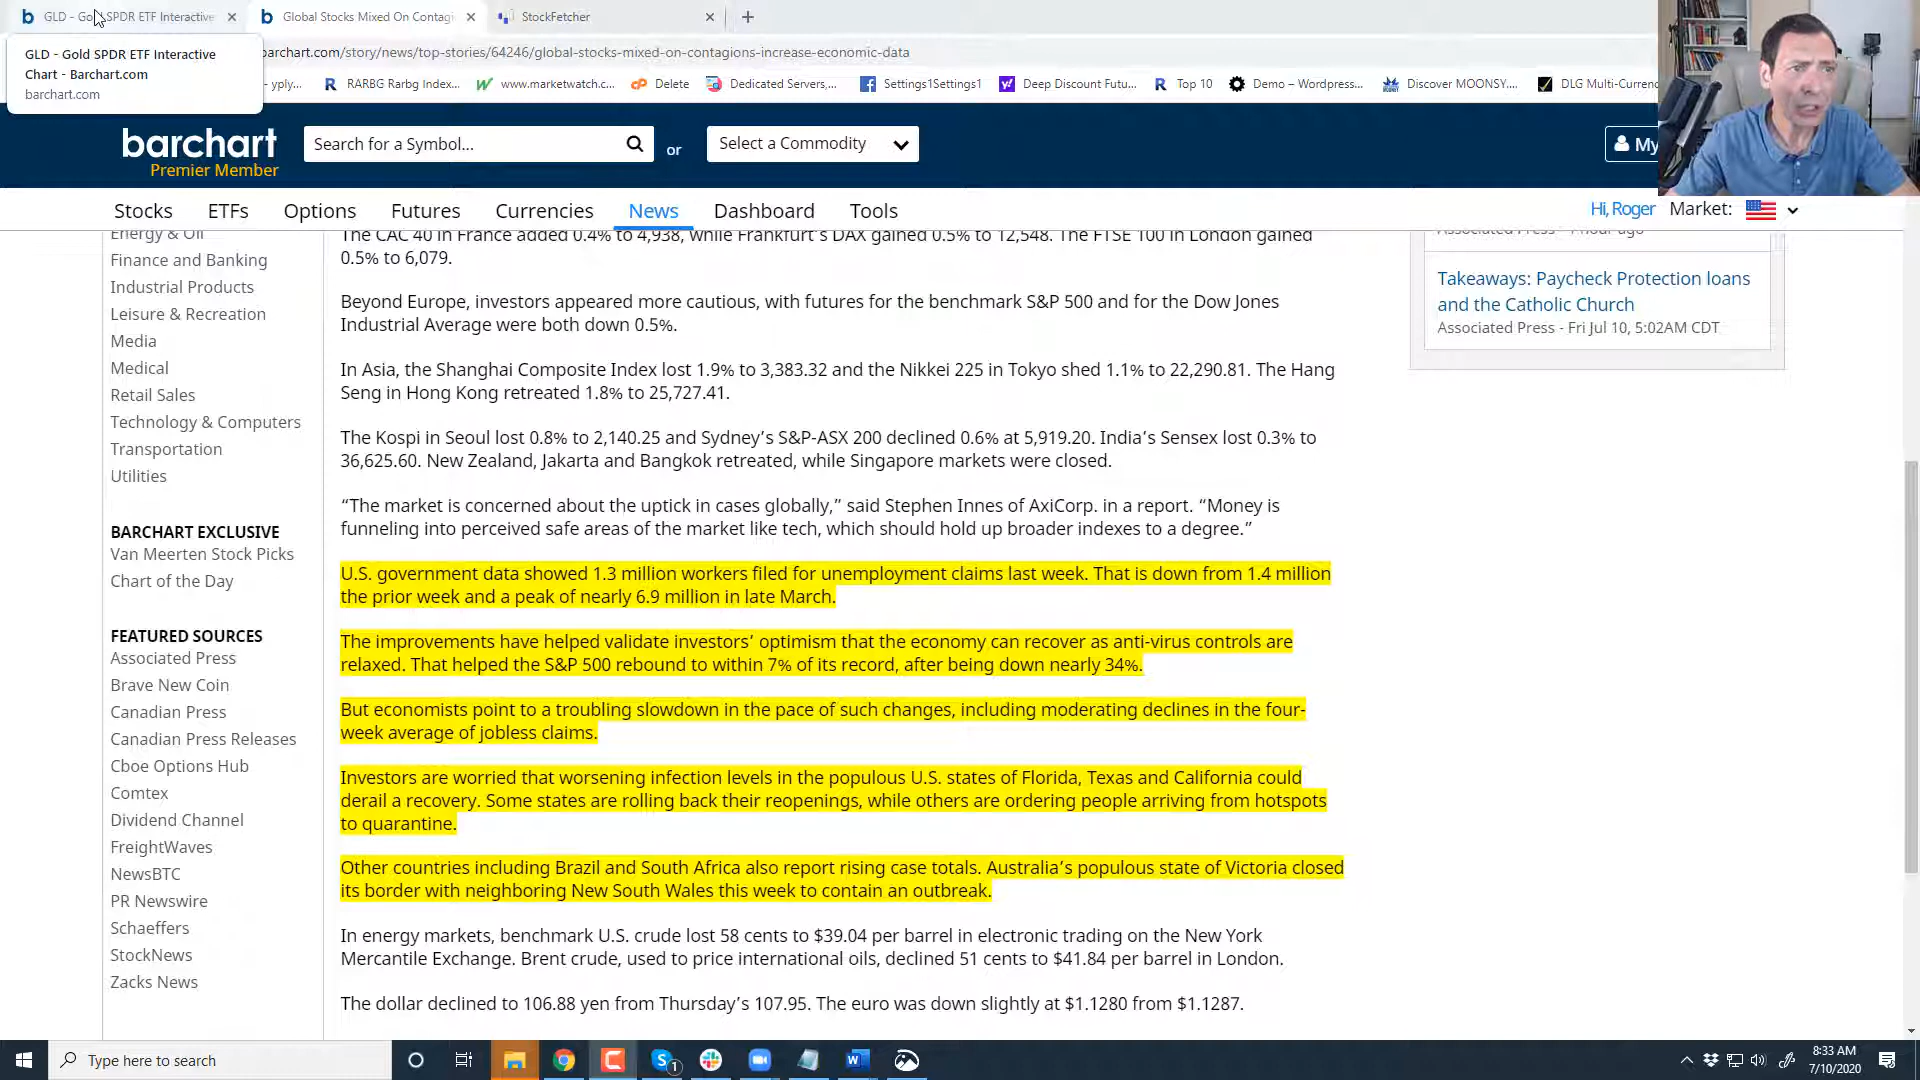 GLD - Gold SPDR ETF Interactive
Global Stocks Mixed On Contagi
StockFetcher
GLD - Gold SPDR ETF Interactive
Chart - Barchart.com
barchart.com
barchart.com/story/news/top-stories/64246/global-stocks-mixed-on-contagions-increase-economic-data
- yply...
RARBG Rarbg Index...
www.marketwatch.c...
Delete
Dedicated Servers,...
Settings1Settings1
Deep Discount Futu...
Top 10
Demo – Wordpress...
Discover MOONSY....
DLG Multi-Curren
barchart
Premier Member
Search for a Symbol...
or
Select a Commodity
My
Stocks
ETFs
Options
Futures
Currencies
News
Dashboard
Tools
Hi, Roger
Market:
Energy & Oil
Finance and Banking
Industrial Products
Leisure & Recreation
Media
Medical
Retail Sales
Technology & Computers
Transportation
Utilities
BARCHART EXCLUSIVE
Van Meerten Stock Picks
Chart of the Day
FEATURED SOURCES
Associated Press
Brave New Coin
Canadian Press
Canadian Press Releases
Cboe Options Hub
Comtex
Dividend Channel
FreightWaves
NewsBTC
PR Newswire
Schaeffers
StockNews
Zacks News
The CAC 40 in France added 0.4% to 4,938, while Frankfurt's DAX gained 0.5% to 12,548. The FTSE 100 in London gained
0.5% to 6,079.
Beyond Europe, investors appeared more cautious, with futures for the benchmark S&P 500 and for the Dow Jones
Industrial Average were both down 0.5%.
In Asia, the Shanghai Composite Index lost 1.9% to 3,383.32 and the Nikkei 225 in Tokyo shed 1.1% to 22,290.81. The Hang
Seng in Hong Kong retreated 1.8% to 25,727.41.
The Kospi in Seoul lost 0.8% to 2,140.25 and Sydney's S&P-ASX 200 declined 0.6% at 5,919.20. India's Sensex lost 0.3% to
36,625.60. New Zealand, Jakarta and Bangkok retreated, while Singapore markets were closed.
“The market is concerned about the uptick in cases globally,” said Stephen Innes of AxiCorp. in a report. “Money is
funneling into perceived safe areas of the market like tech, which should hold up broader indexes to a degree.”
U.S. government data showed 1.3 million workers filed for unemployment claims last week. That is down from 1.4 million
the prior week and a peak of nearly 6.9 million in late March.
The improvements have helped validate investors' optimism that the economy can recover as anti-virus controls are
relaxed. That helped the S&P 500 rebound to within 7% of its record, after being down nearly 34%.
But economists point to a troubling slowdown in the pace of such changes, including moderating declines in the four-
week average of jobless claims.
Investors are worried that worsening infection levels in the populous U.S. states of Florida, Texas and California could
derail a recovery. Some states are rolling back their reopenings, while others are ordering people arriving from hotspots
to quarantine.
Other countries including Brazil and South Africa also report rising case totals. Australia's populous state of Victoria closed
its border with neighboring New South Wales this week to contain an outbreak.
In energy markets, benchmark U.S. crude lost 58 cents to $39.04 per barrel in electronic trading on the New York
Mercantile Exchange. Brent crude, used to price international oils, declined 51 cents to $41.84 per barrel in London.
The dollar declined to 106.88 yen from Thursday's 107.95. The euro was down slightly at $1.1280 from $1.1287.
Associated Press - 1 hour ago
Takeaways: Paycheck Protection loans
and the Catholic Church
Associated Press - Fri Jul 10, 5:02AM CDT
Type here to search
8:33 AM
7/10/2020